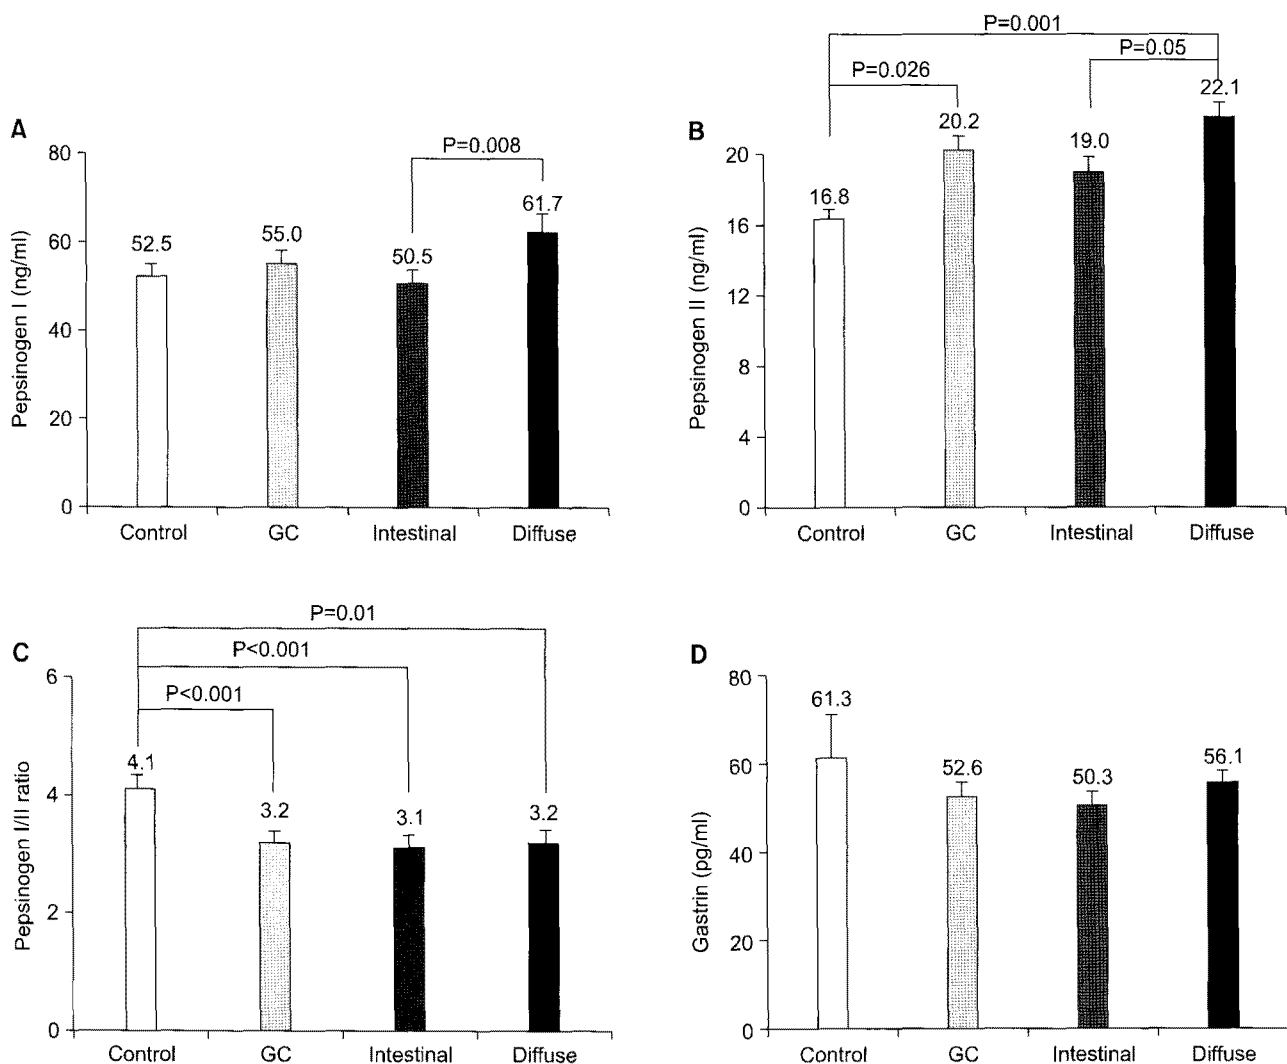 A
Pepsinogen I (ng/ml)
80
60
40
20
0
P=0.008
52.5
55.0
50.5
61.7
Control GC Intestinal Diffuse
B
Pepsinogen II (ng/ml)
20
16
12
8
4
0
P=0.001
P=0.05
P=0.026
16.8
20.2
19.0
22.1
Control GC Intestinal Diffuse
C
Pepsinogen I/II ratio
6
4
2
0
P=0.01
P<0.001
P<0.001
4.1
3.2
3.1
3.2
Control GC Intestinal Diffuse
D
Gastrin (pg/ml)
80
60
40
20
0
61.3
52.6
50.3
56.1
Control GC Intestinal Diffuse